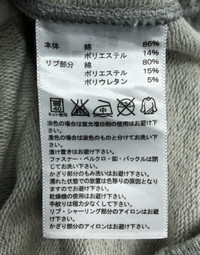 本体 綿 86%
ポリエステル 14%
リブ部分 綿 80%
ポリエステル 15%
ポリウレタン 5%
淡色の場合は蛍光増白剤の使用はお避け下さい。
濃色の場合は淡色のものと分けてお洗い下さい。
漬け置きはお避け下さい。
ファスナー・ベルクロ・釦・バックルは閉じてお洗い下さい。
かざり部分のもみ洗いはお避け下さい。
濡れた状態での放置は色移りの原因となりますのでお避け下さい。
乾燥機の使用はお避け下さい。
手絞りは極力少なくして下さい。
リブ・シャーリング部分のアイロンはお避け下さい。
かざり部分のアイロンはお避け下さい。